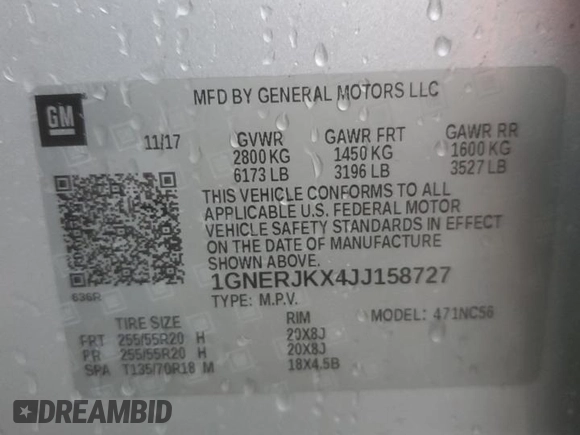 MFD BY GENERAL MOTORS LLC
GM
11/17
GVWR GAWR FRT GAWR RR
2800 KG 1450 KG 1600 KG
6173 LB 3196 LB 3527 LB
THIS VEHICLE CONFORMS TO ALL
APPLICABLE U.S. FEDERAL MOTOR
VEHICLE SAFETY STANDARDS IN EFFECT
ON THE DATE OF MANUFACTURE
SHOWN ABOVE.
636R
1GNERJKX4JJ158727
TYPE: M.P.V.
MODEL: 471NC56
TIRE SIZE RIM
FRT 255/55R20 H 20X8J
RR 255/55R20 H 20X8J
SPA T135/70R18 M 18X4.5B
DREAMBID